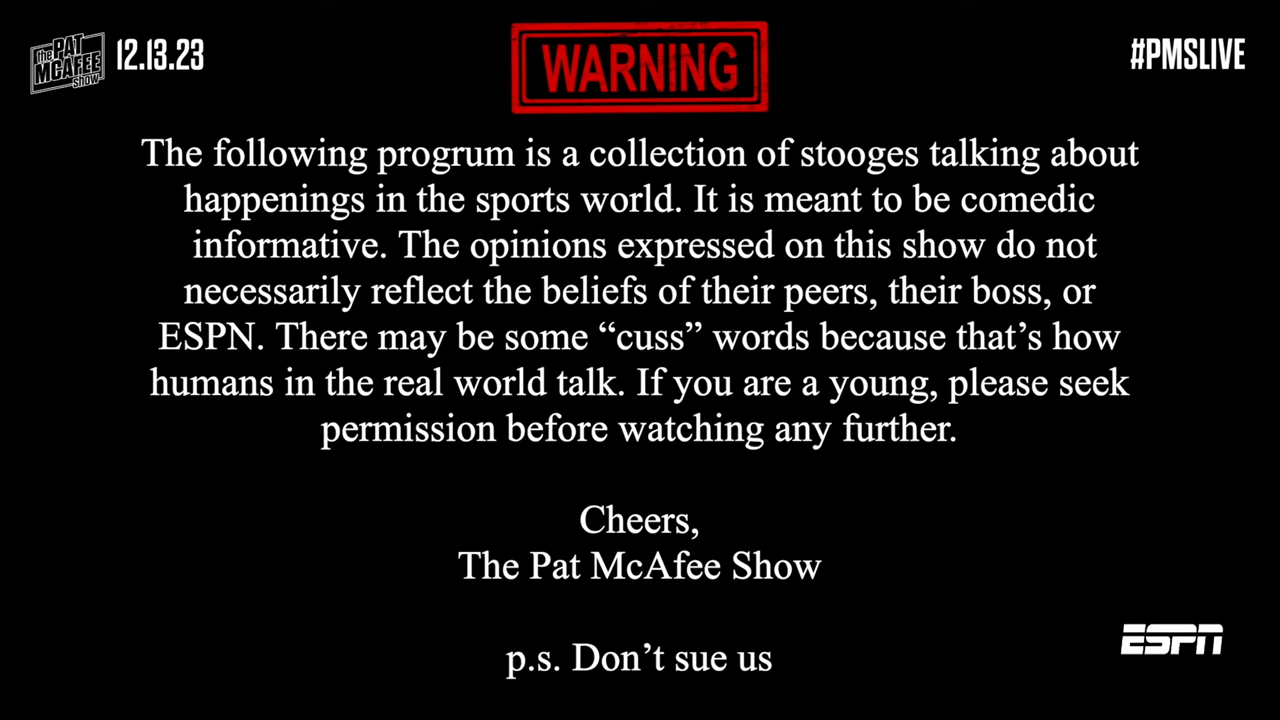 The PAT MCAFEE SHOW
12.13.23
WARNING
#PMSLIVE
The following progrum is a collection of stooges talking about
happenings in the sports world. It is meant to be comedic
informative. The opinions expressed on this show do not
necessarily reflect the beliefs of their peers, their boss, or
ESPN. There may be some “cuss” words because that’s how
humans in the real world talk. If you are a young, please seek
permission before watching any further.
Cheers,
The Pat McAfee Show
ESPN
p.s. Don’t sue us